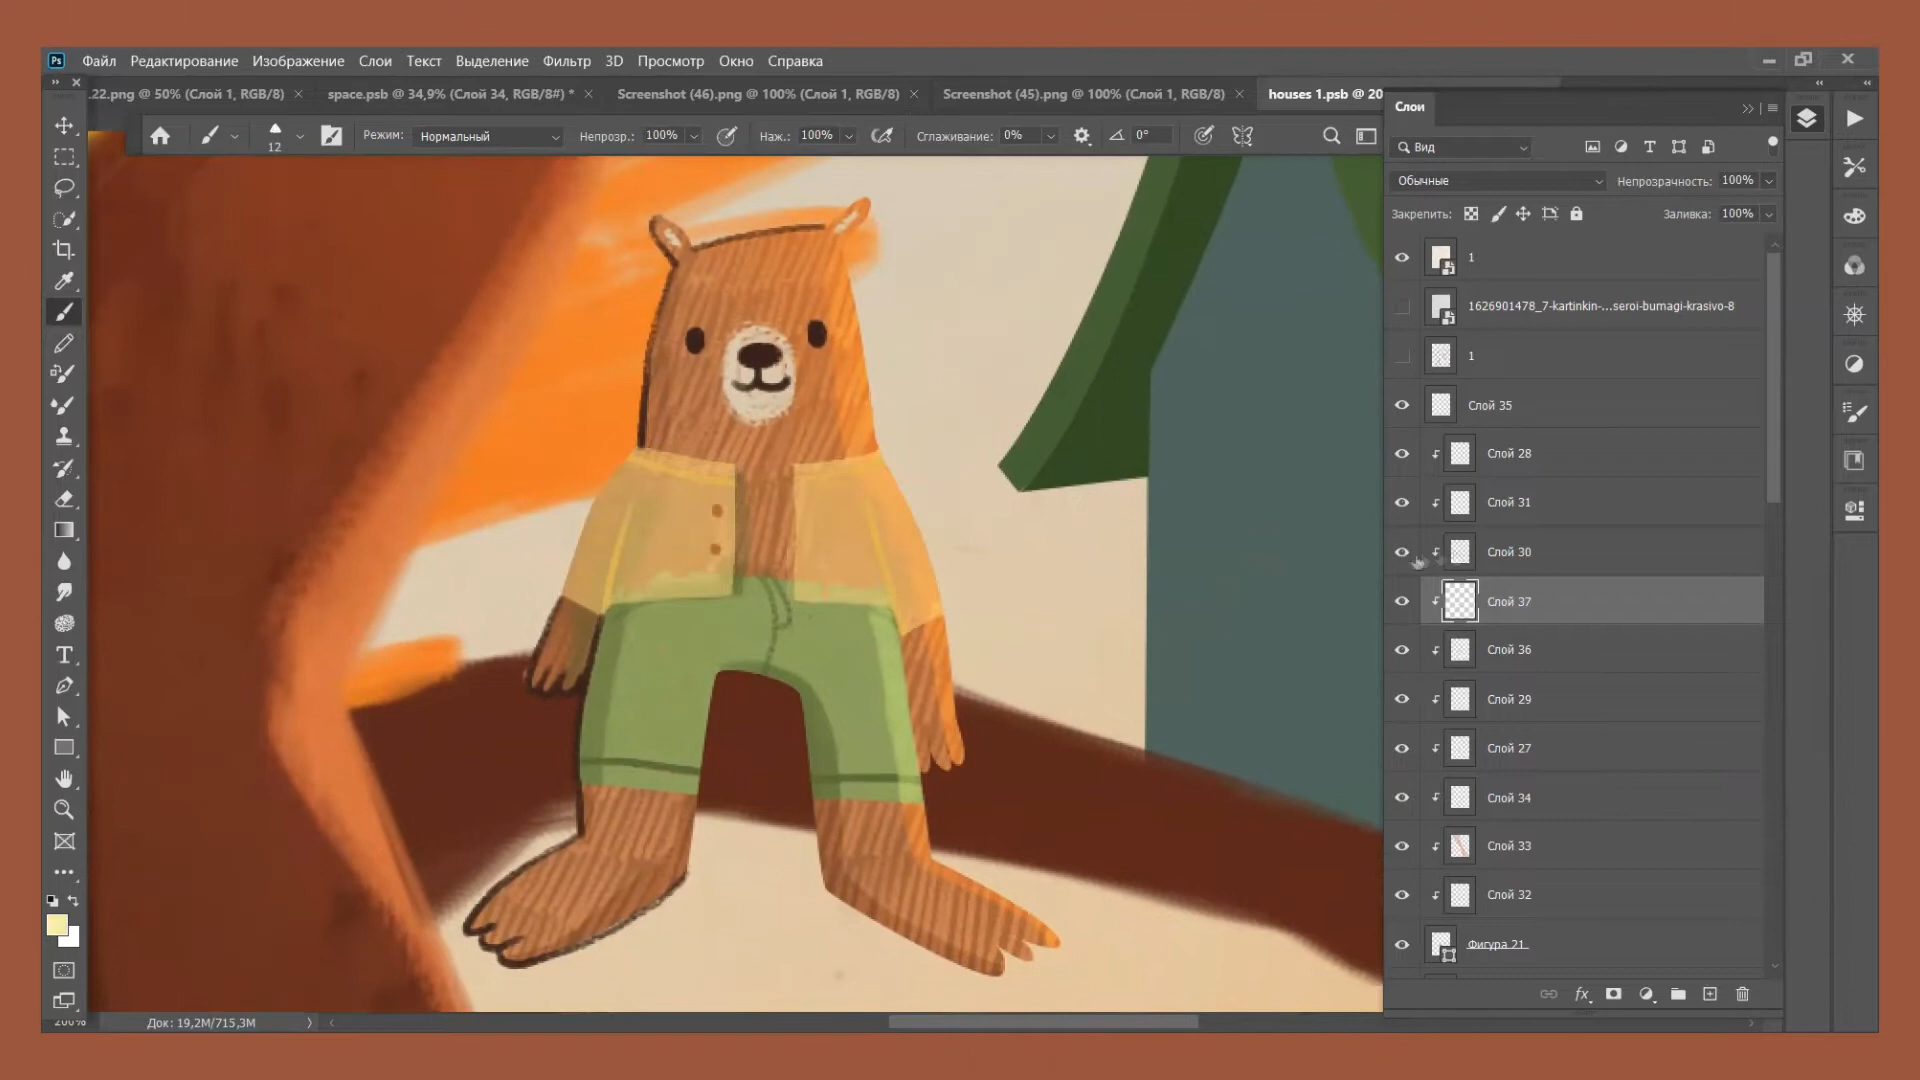 Ps Файл Редактирование Изображение Слои Текст Выделение Фильтр 3D Просмотр Окно Справка
.22.png @ 50% (Слой 1, RGB/8) space.psb @ 34,9% (Слой 34, RGB/8#) * Screenshot (46).png @ 100% (Слой 1, RGB/8) Screenshot (45).png @ 100% (Слой 1, RGB/8) houses 1.psb @ 20
12 Режим: Нормальный Непрозр.: 100% Наж.: 100% Сглаживание: 0% 0°
Слои
Вид
Обычные Непрозрачность: 100%
Закрепить: Заливка: 100%
1
1626901478_7-kartinkin-...seroi-bumagi-krasivo-8
1
Слой 35
Слой 28
Слой 31
Слой 30
Слой 37
Слой 36
Слой 29
Слой 27
Слой 34
Слой 33
Слой 32
Фигура 21
fx
200% Док: 19,2M/715,3M